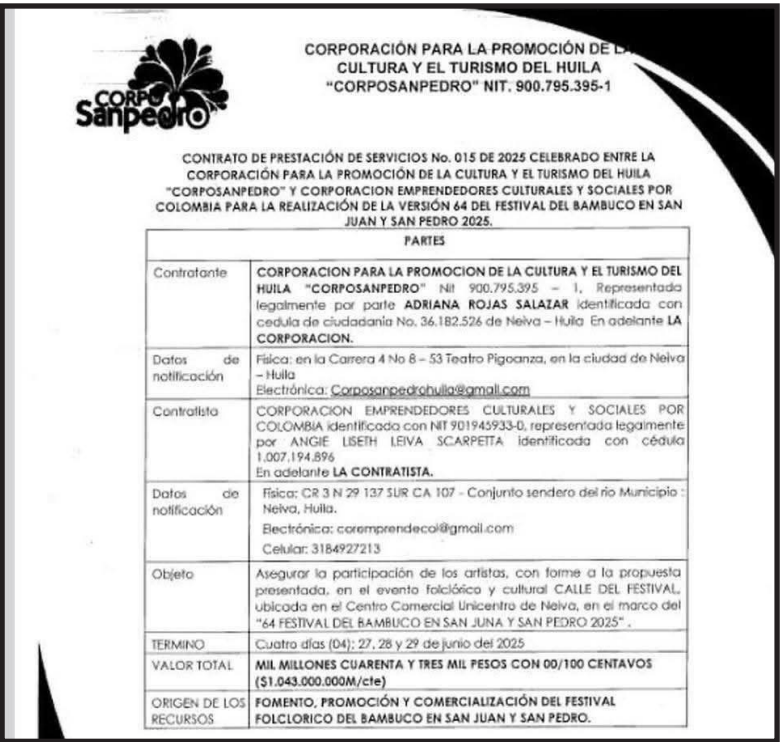 CORPO
Sanpedro
CORPORACIÓN PARA LA PROMOCIÓN DE LA
CULTURA Y EL TURISMO DEL HUILA
"CORPOSANPEDRO" NIT. 900.795.395-1
CONTRATO DE PRESTACIÓN DE SERVICIOS No. 015 DE 2025 CELEBRADO ENTRE LA
CORPORACIÓN PARA LA PROMOCIÓN DE LA CULTURA Y EL TURISMO DEL HUILA
"CORPOSANPEDRO" Y CORPORACION EMPRENDEDORES CULTURALES Y SOCIALES POR
COLOMBIA PARA LA REALIZACIÓN DE LA VERSIÓN 64 DEL FESTIVAL DEL BAMBUCO EN SAN
JUAN Y SAN PEDRO 2025.
PARTES
Contratante
CORPORACION PARA LA PROMOCION DE LA CULTURA Y EL TURISMO DEL
HUILA "CORPOSANPEDRO" Nit 900.795.395 – 1, Representada
legalmente por parte ADRIANA ROJAS SALAZAR identificada con
cedula de ciudadanía No. 36.182.526 de Neiva – Huila En adelante LA
CORPORACION.
Datos de
notificación
Física: en la Carrera 4 No 8 – 53 Teatro Pigoanza, en la ciudad de Neiva
– Huila
Electrónica: Corposanpedrohuila@gmail.com
Contratista
CORPORACION EMPRENDEDORES CULTURALES Y SOCIALES POR
COLOMBIA identificada con NIT 901945933-0, representada legalmente
por ANGIE LISETH LEIVA SCARPETTA identificada con cédula
1.007.194.896
En adelante LA CONTRATISTA.
Datos de
notificación
Física: CR 3 N 29 137 SUR CA 107 - Conjunto sendero del rio Municipio :
Neiva, Huila.
Electrónica: coremprendecol@gmail.com
Celular: 3184927213
Objeto
Asegurar la participación de los artistas, con forme a la propuesta
presentada, en el evento folclórico y cultural CALLE DEL FESTIVAL,
ubicada en el Centro Comercial Unicentro de Neiva, en el marco del
"64 FESTIVAL DEL BAMBUCO EN SAN JUNA Y SAN PEDRO 2025" .
TERMINO
Cuatro días (04): 27, 28 y 29 de junio del 2025
VALOR TOTAL
MIL MILLONES CUARENTA Y TRES MIL PESOS CON 00/100 CENTAVOS
($1.043.000.000M/cte)
ORIGEN DE LOS
RECURSOS
FOMENTO, PROMOCIÓN Y COMERCIALIZACIÓN DEL FESTIVAL
FOLCLORICO DEL BAMBUCO EN SAN JUAN Y SAN PEDRO.